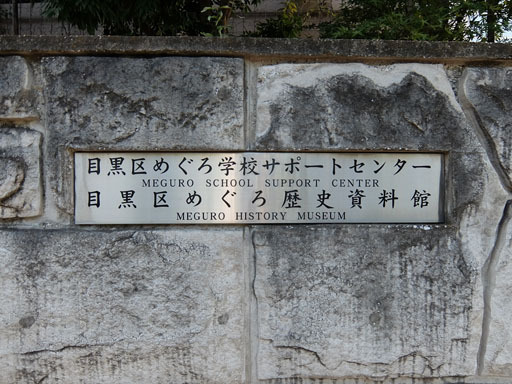 目黒区めぐろ学校サポートセンター
MEGURO SCHOOL SUPPORT CENTER
目黒区めぐろ歴史資料館
MEGURO HISTORY MUSEUM